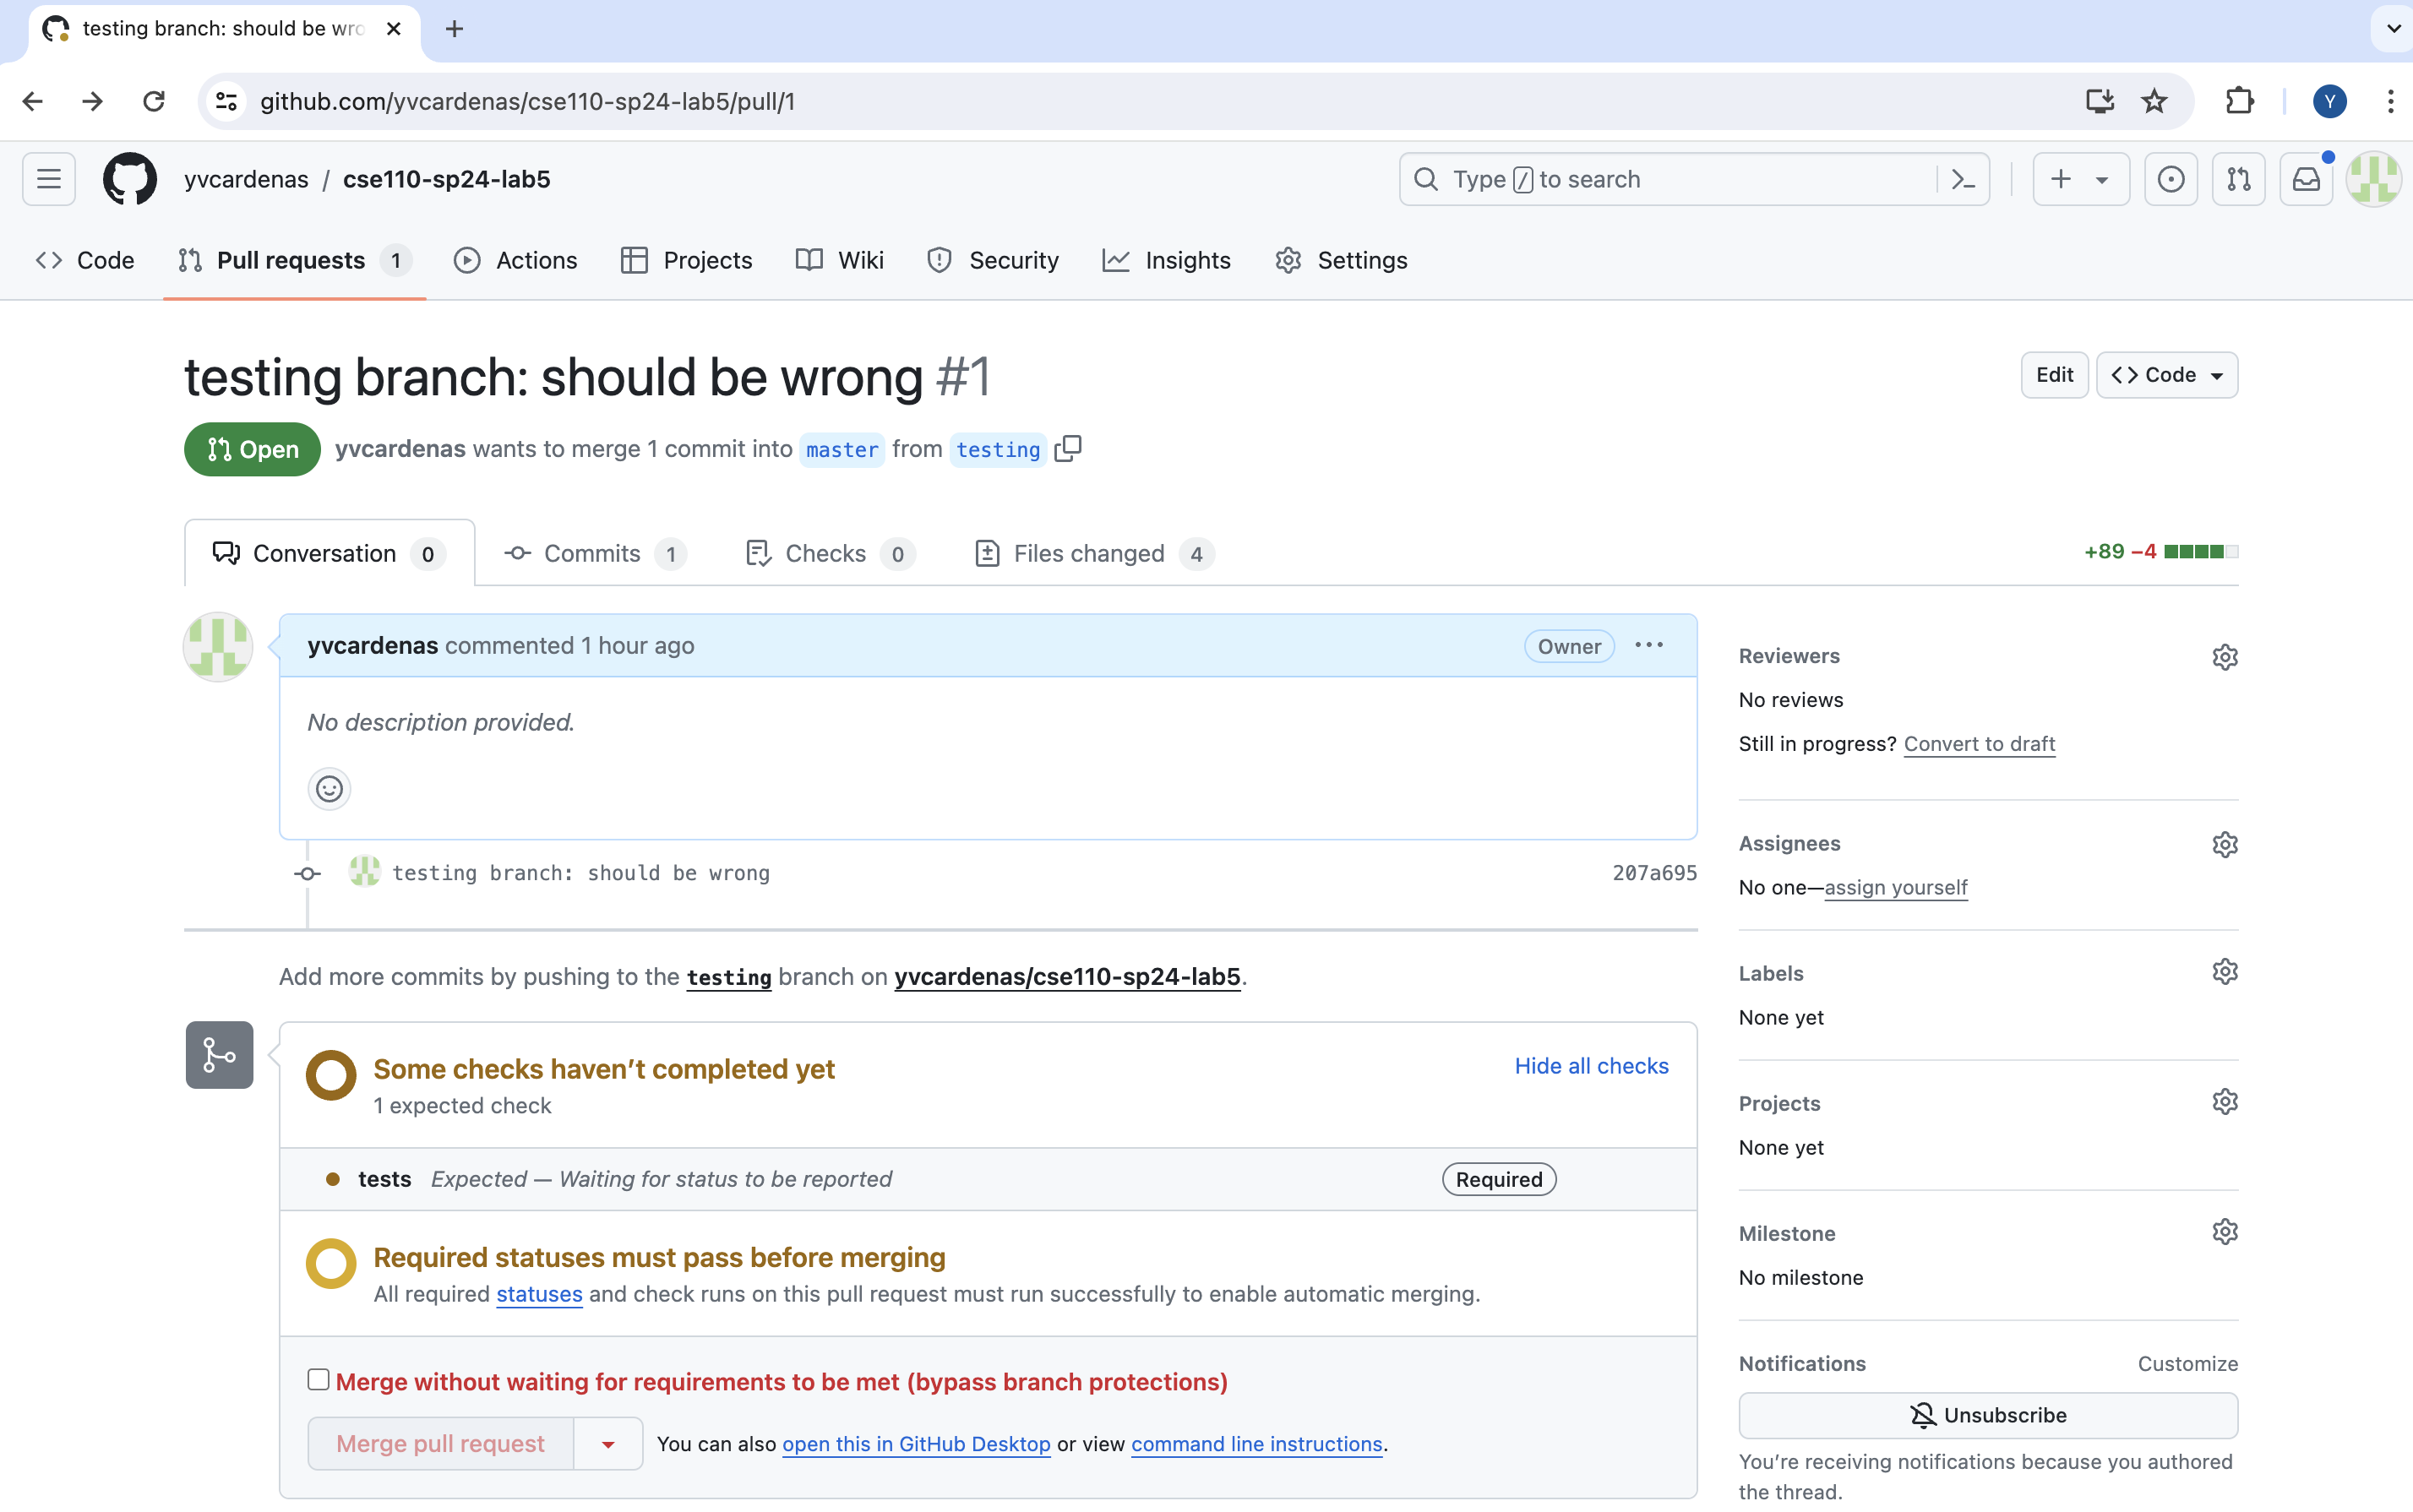 testing branch: should be wro
github.com/yvcardenas/cse110-sp24-lab5/pull/1
Y
yvcardenas / cse110-sp24-lab5
Type / to search
Code
Pull requests 1
Actions
Projects
Wiki
Security
Insights
Settings
testing branch: should be wrong #1
Edit
Code
Open
yvcardenas wants to merge 1 commit into master from testing
Conversation 0
Commits 1
Checks 0
Files changed 4
+89 −4
yvcardenas commented 1 hour ago
Owner
No description provided.
testing branch: should be wrong
207a695
Add more commits by pushing to the testing branch on yvcardenas/cse110-sp24-lab5.
Some checks haven’t completed yet
1 expected check
Hide all checks
tests Expected — Waiting for status to be reported
Required
Required statuses must pass before merging
All required statuses and check runs on this pull request must run successfully to enable automatic merging.
Merge without waiting for requirements to be met (bypass branch protections)
Merge pull request
You can also open this in GitHub Desktop or view command line instructions.
Reviewers
No reviews
Still in progress? Convert to draft
Assignees
No one—assign yourself
Labels
None yet
Projects
None yet
Milestone
No milestone
Notifications
Customize
Unsubscribe
You’re receiving notifications because you authored
the thread.